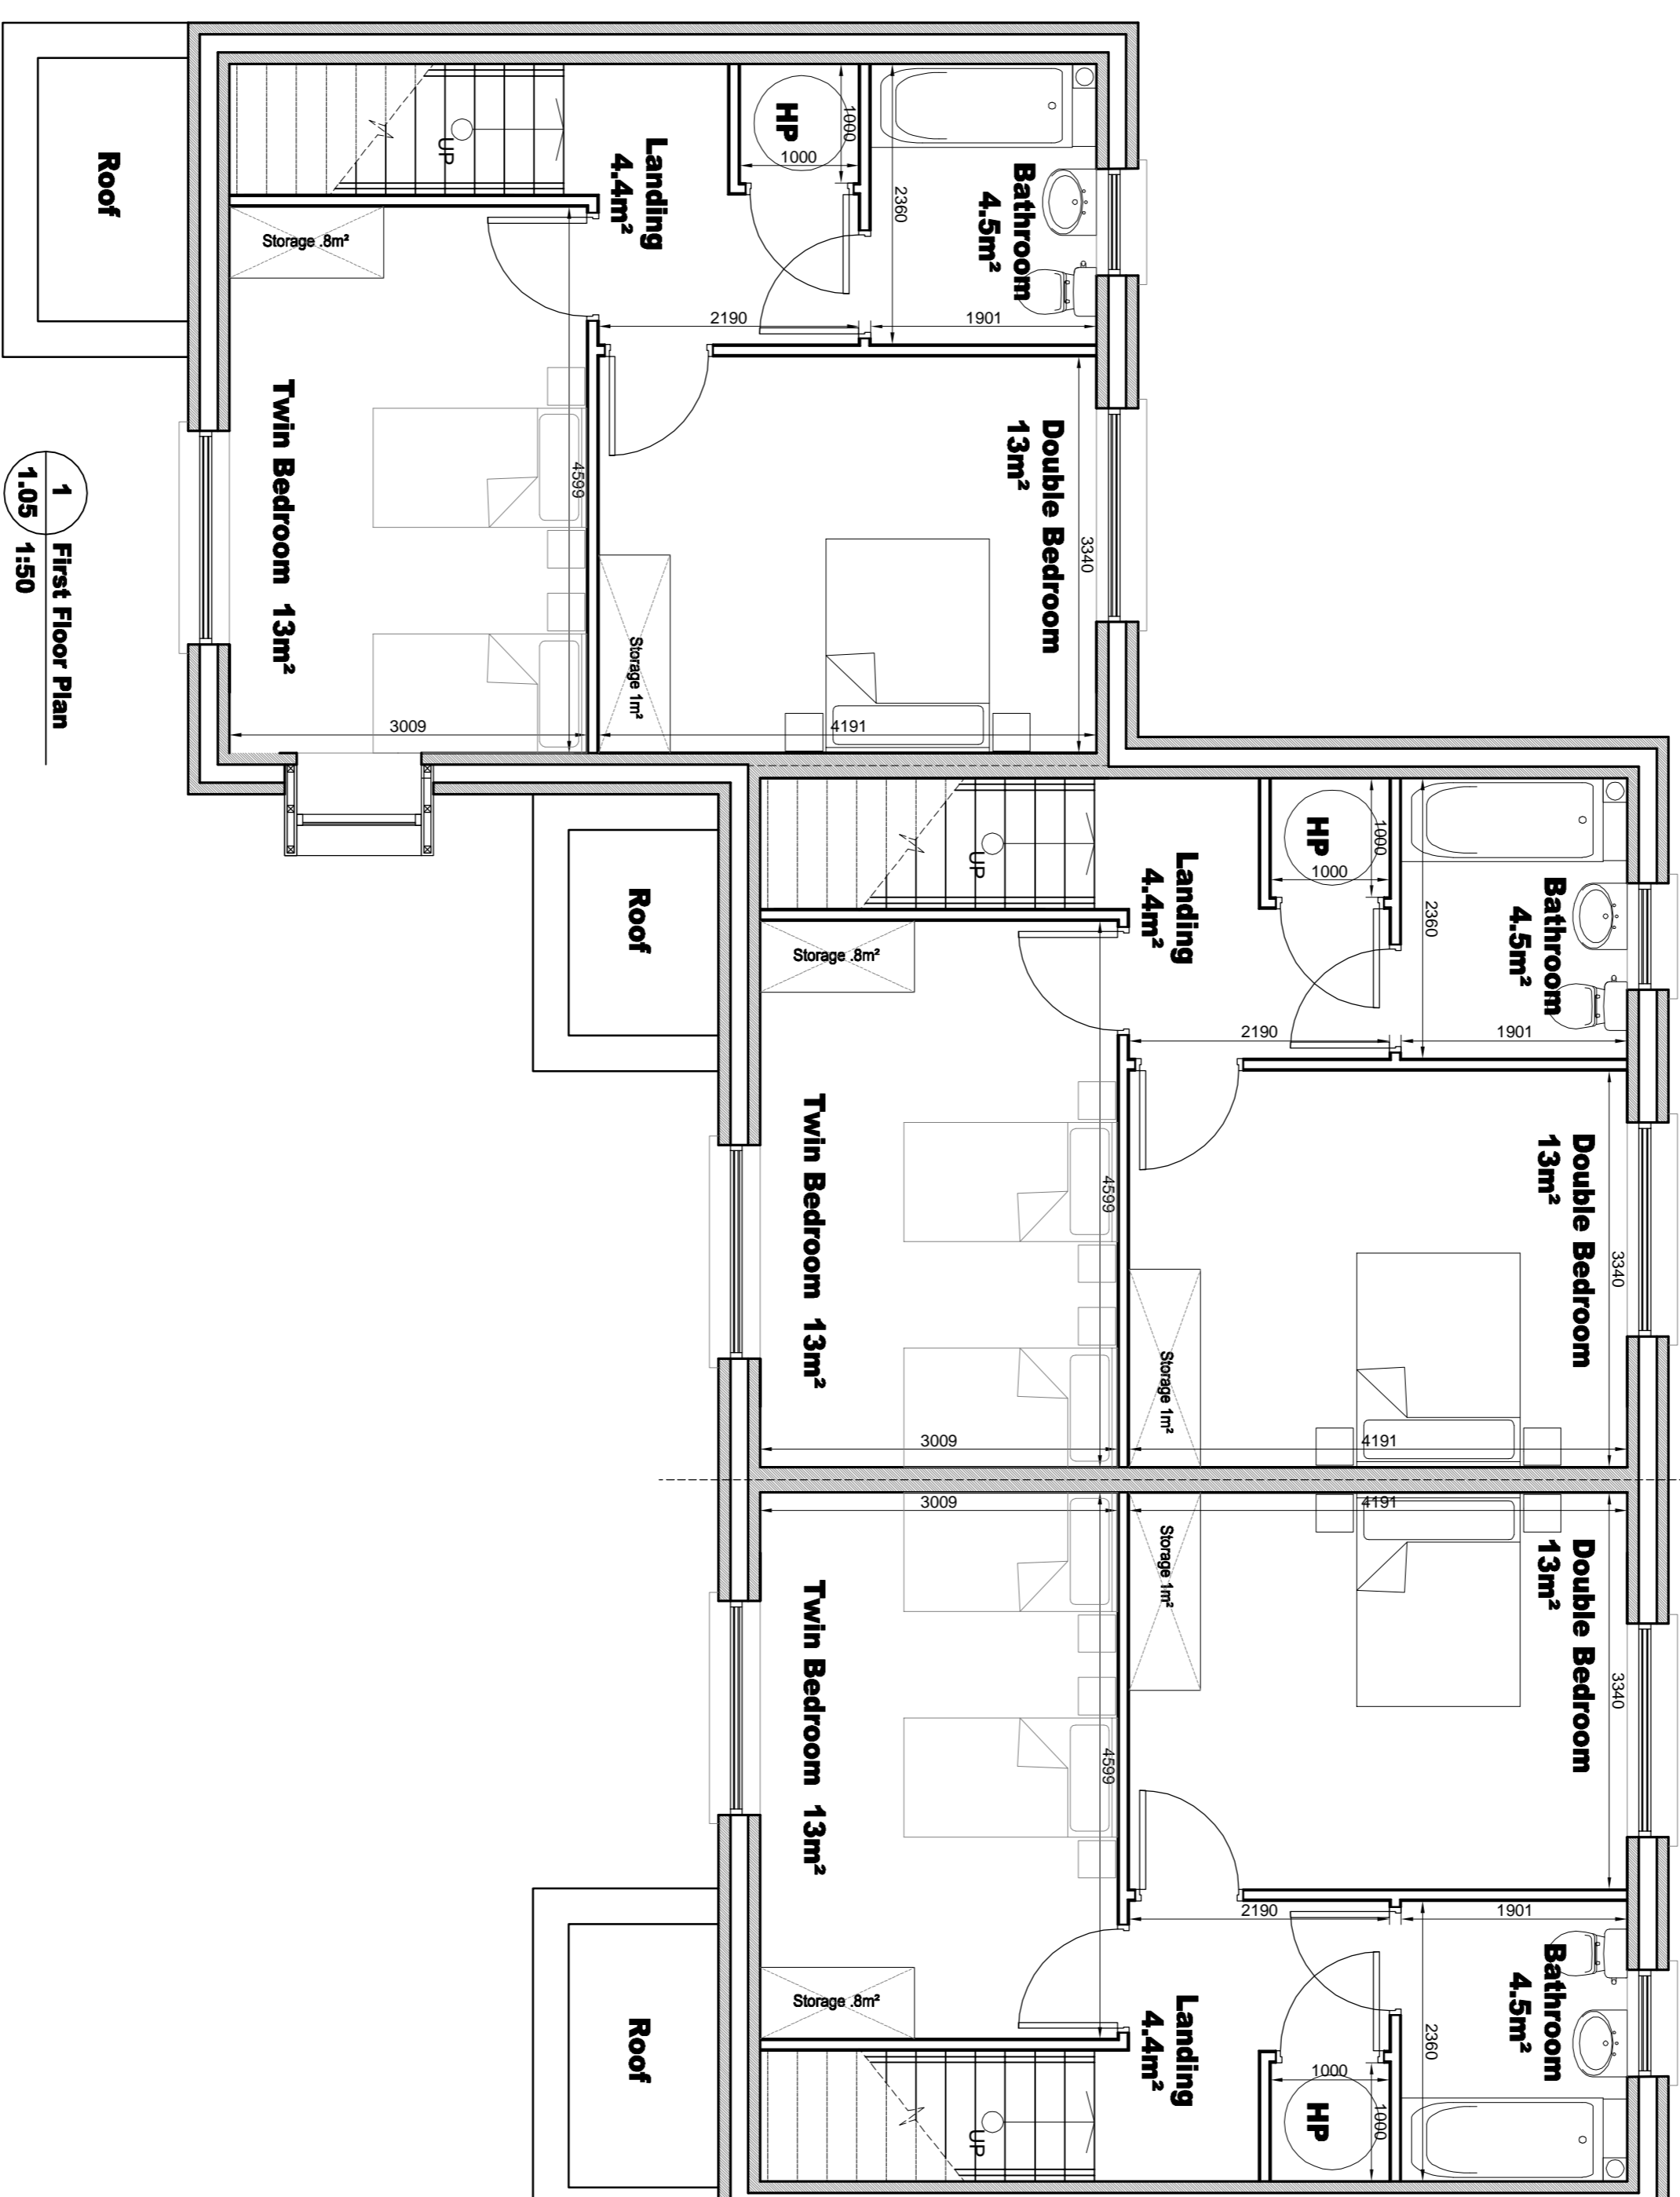 HP
1000
1000
Bathroom
4.5m²
2360
Landing
4.4m²
UP
Storage .8m²
Roof
2190
1901
Double Bedroom
13m²
3340
4599
Twin Bedroom 13m²
Storage 1m²
3009
4191
1
1.05
First Floor Plan
1:50
HP
1000
1000
Bathroom
4.5m²
2360
Landing
4.4m²
UP
Storage .8m²
Roof
2190
1901
Double Bedroom
13m²
3340
4599
Twin Bedroom 13m²
Storage 1m²
3009
4191
3009
4191
Storage 1m²
Double Bedroom
13m²
3340
4599
Twin Bedroom 13m²
2190
1901
Bathroom
4.5m²
2360
Landing
4.4m²
Storage .8m²
1000
1000
HP
UP
Roof